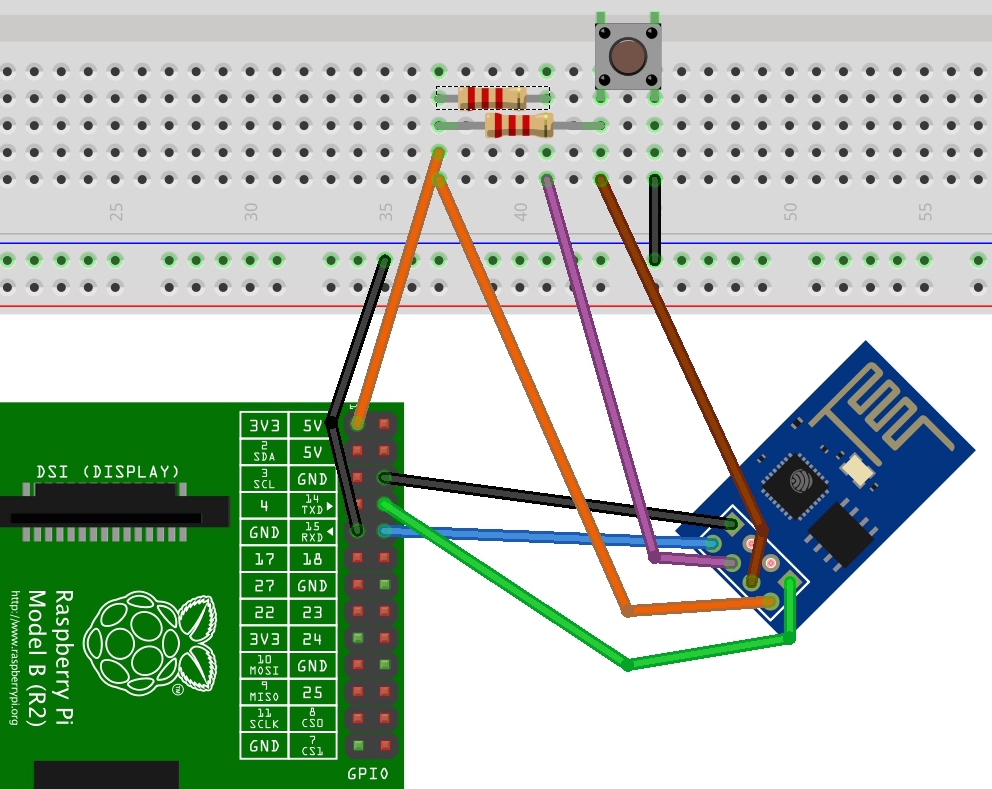 25
30
35
40
50
55
1
DSI (DISPLAY)
3V3 5V
2 SDA 5V
3 SCL GND
4 14 TXD
GND 15 RXD
17 18
27 GND
22 23
3V3 24
10 MOSI GND
9 MISO 25
11 SCLK 8 CS0
GND 7 CS1
GPIO
Raspberry Pi
Model B (R2)
http://www.raspberrypi.org
TM